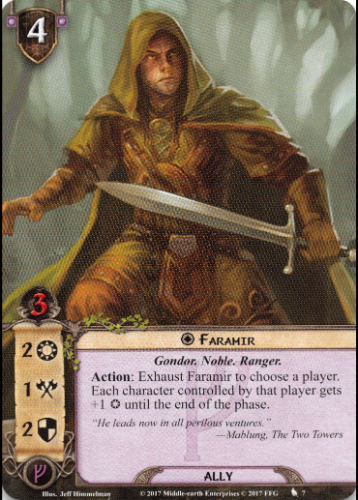 4
3
2
1
2
Faramir
Gondor. Noble. Ranger.
Action: Exhaust Faramir to choose a player.
Each character controlled by that player gets
+1 until the end of the phase.
"He leads now in all perilous ventures."
—Mahlung, The Two Towers
ALLY
Illus. Jeff Himmelman © 2017 Middle-earth Enterprises © 2017 FFG 7